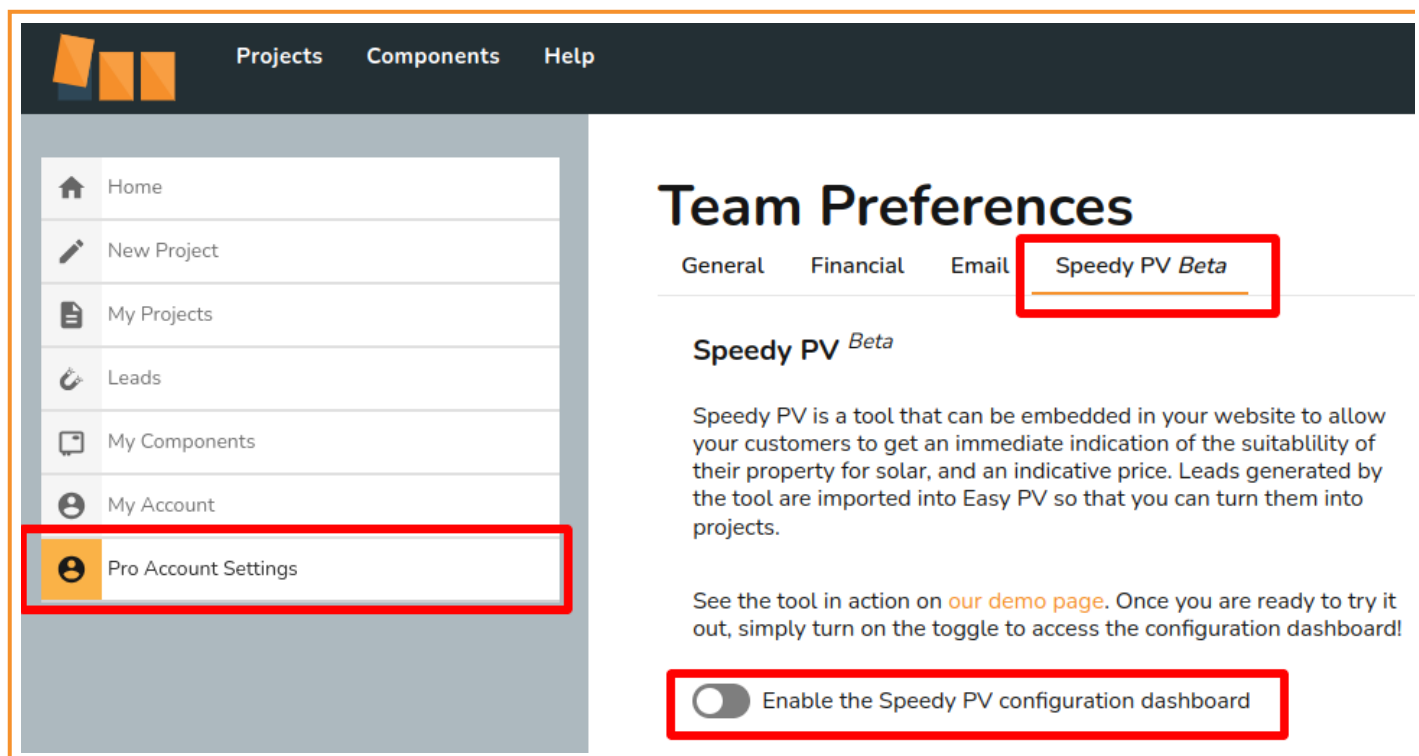 Projects Components Help
Home
New Project
My Projects
Leads
My Components
My Account
Pro Account Settings
Team Preferences
General Financial Email Speedy PV Beta
Speedy PV Beta
Speedy PV is a tool that can be embedded in your website to allow
your customers to get an immediate indication of the suitablility of
their property for solar, and an indicative price. Leads generated by
the tool are imported into Easy PV so that you can turn them into
projects.
See the tool in action on our demo page. Once you are ready to try it
out, simply turn on the toggle to access the configuration dashboard!
Enable the Speedy PV configuration dashboard